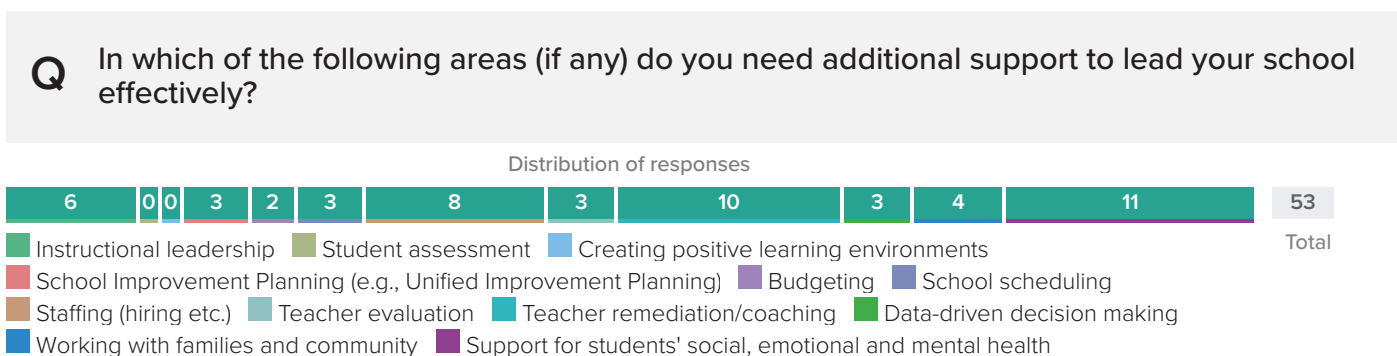 Q In which of the following areas (if any) do you need additional support to lead your school
effectively?
Distribution of responses
6 0 0 3 2 3 8 3 10 3 4 11 53
Instructional leadership Student assessment Creating positive learning environments Total
School Improvement Planning (e.g., Unified Improvement Planning) Budgeting School scheduling
Staffing (hiring etc.) Teacher evaluation Teacher remediation/coaching Data-driven decision making
Working with families and community Support for students' social, emotional and mental health